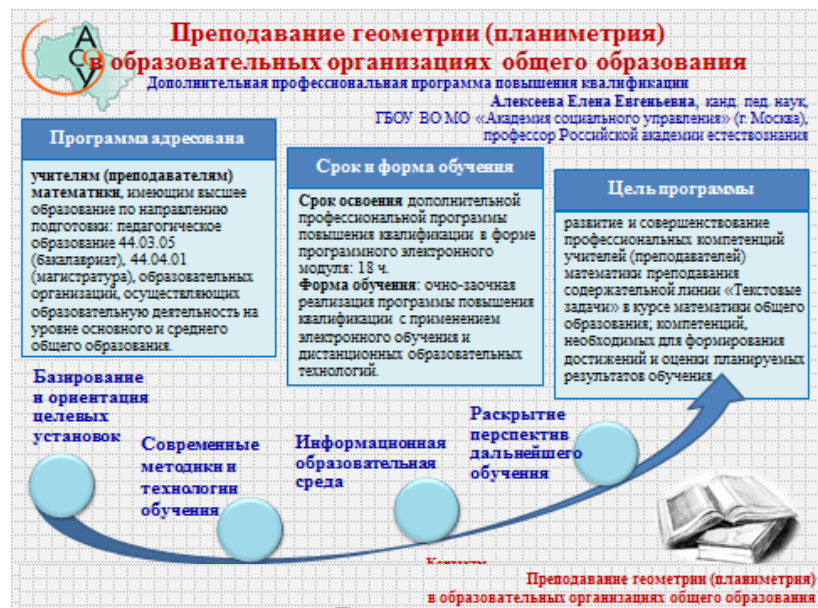 АСОУ
Преподавание геометрии (планиметрия)
в образовательных организациях общего образования
Дополнительная профессиональная программа повышения квалификации
Алексеева Елена Евгеньевна, канд. пед. наук,
ГБОУ ВО МО «Академия социального управления» (г. Москва),
профессор Российской академии естествознания
Программа адресована
учителям (преподавателям)
математики, имеющим высшее
образование по направлению
подготовки: педагогическое
образование 44.03.05
(бакалавриат), 44.04.01
(магистратура), образовательных
организаций, осуществляющих
образовательную деятельность на
уровне основного и среднего
общего образования.
Срок и форма обучения
Срок освоения дополнительной
профессиональной программы
повышения квалификации в форме
программного электронного
модуля: 18 ч.
Форма обучения: очно-заочная
реализация программы повышения
квалификации с применением
электронного обучения и
дистанционных образовательных
технологий.
Цель программы
развитие и совершенствование
профессиональных компетенций
учителей (преподавателей)
математики преподавания
содержательной линии «Текстовые
задачи» в курсе математики общего
образования; компетенций,
необходимых для формирования
достижений и оценки планируемых
результатов обучения.
Базирование
и ориентация
целевых
установок
Современные
методики и
технологии
обучения
Информационная
образовательная
среда
Раскрытие
перспектив
дальнейшего
обучения
Контакты
Преподавание геометрии (планиметрия)
в образовательных организациях общего образования